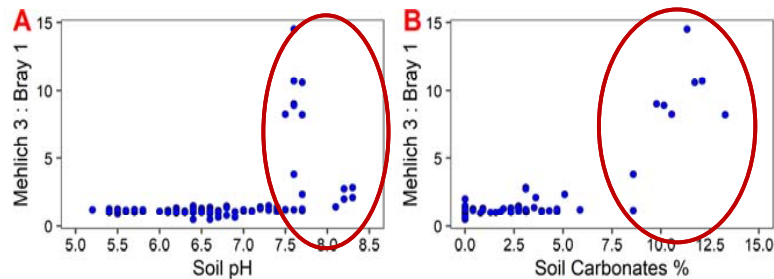 A
Mehlich 3 : Bray 1
15
10
5
0
5.0 5.5 6.0 6.5 7.0 7.5 8.0 8.5
Soil pH
B
Mehlich 3 : Bray 1
15
10
5
0
0.0 2.5 5.0 7.5 10.0 12.5 15.0
Soil Carbonates %